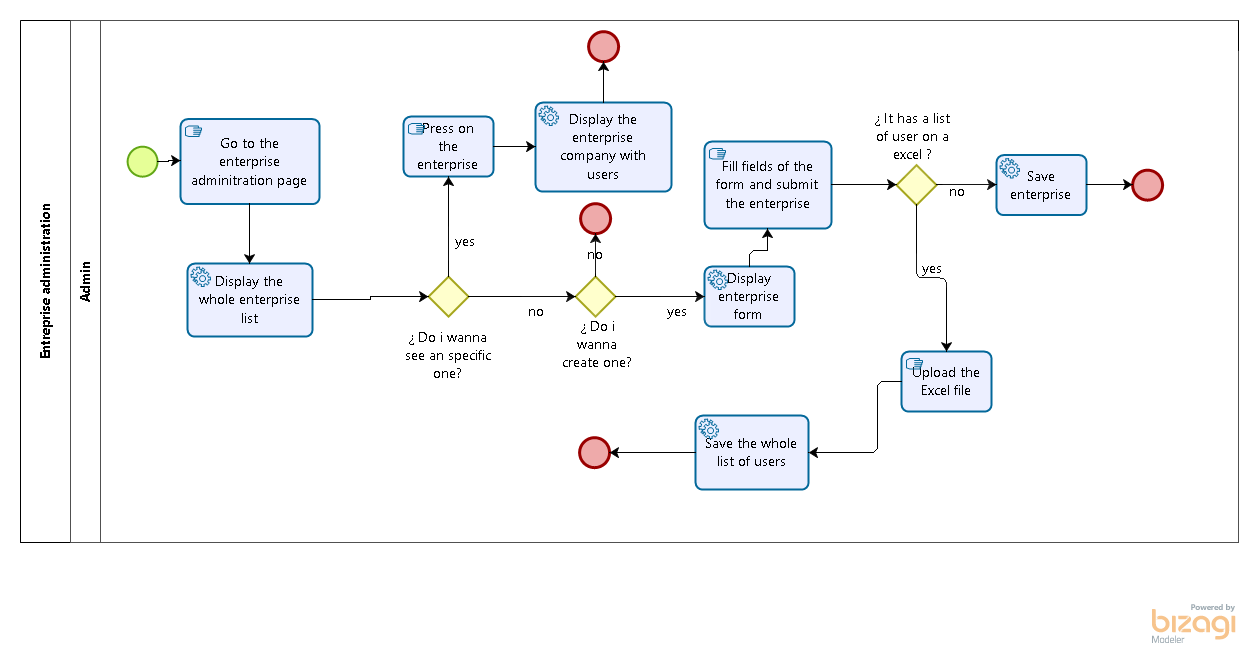 Entreprise administration
Admin
Go to the
enterprise
adminitration page
Display the
whole enterprise
list
Press on
the
enterprise
Display the
enterprise
company with
users
yes
¿ Do i wanna
see an specific
one?
no
no
¿ Do i
wanna
create one?
yes
Display
enterprise
form
Fill fields of the
form and submit
the enterprise
¿ It has a list
of user on a
excel ?
no
Save
enterprise
yes
Upload the
Excel file
Save the whole
list of users
Powered by
bizagi
Modeler